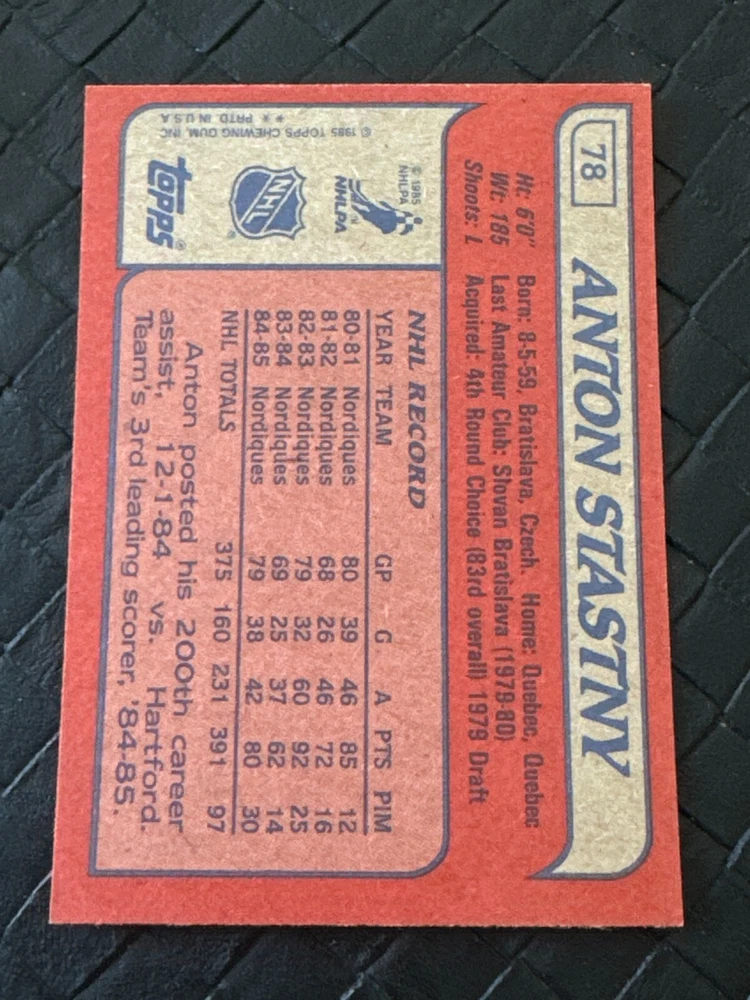 78
ANTON STASTNY
Ht: 6'0" Born: 8-5-59, Bratislava, Czech. Home: Quebec, Quebec
Wt: 185 Last Amateur Club: Slovan Bratislava (1979-80)
Shoots: L Acquired: 4th Round Choice (83rd overall) 1979 Draft
© 1985 NHLPA
NHLPA
NHL
topps®
© 1985 TOPPS CHEWING GUM, INC
** PRTD. IN U.S.A.
NHL RECORD
YEAR TEAM GP G A PTS PIM
80-81 Nordiques 80 39 46 85 12
81-82 Nordiques 68 26 46 72 16
82-83 Nordiques 79 32 60 92 25
83-84 Nordiques 69 25 37 62 14
84-85 Nordiques 79 38 42 80 30
NHL TOTALS 375 160 231 391 97
Anton posted his 200th career
assist, 12-1-84 vs. Hartford.
Team's 3rd leading scorer, '84-85.